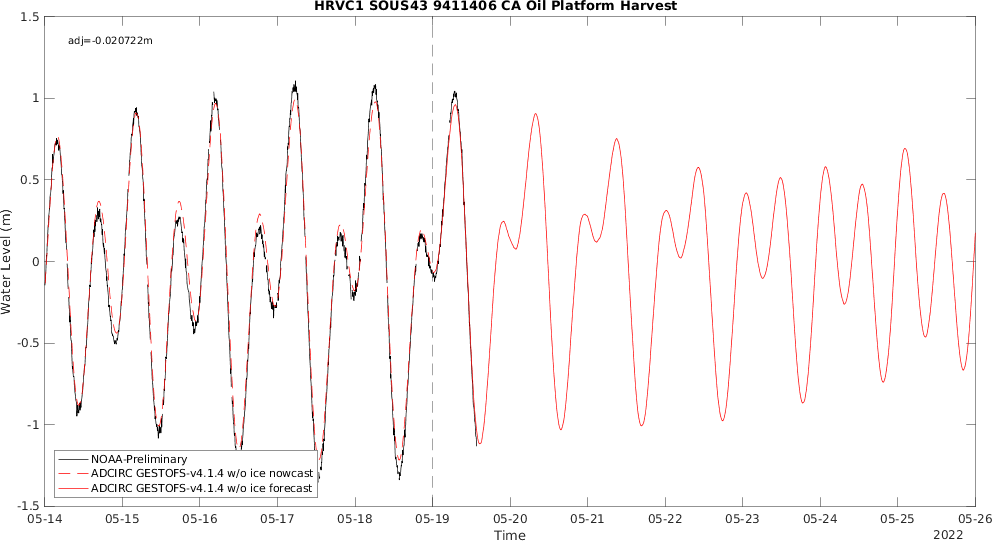 HRVC1 SOUS43 9411406 CA Oil Platform Harvest
adj=-0.020722m
1.5
1
0.5
0
-0.5
-1
-1.5
Water Level (m)
NOAA-Preliminary
ADCIRC GESTOFS-v4.1.4 w/o ice nowcast
ADCIRC GESTOFS-v4.1.4 w/o ice forecast
05-14 05-15 05-16 05-17 05-18 05-19 05-20 05-21 05-22 05-23 05-24 05-25 05-26
Time
2022